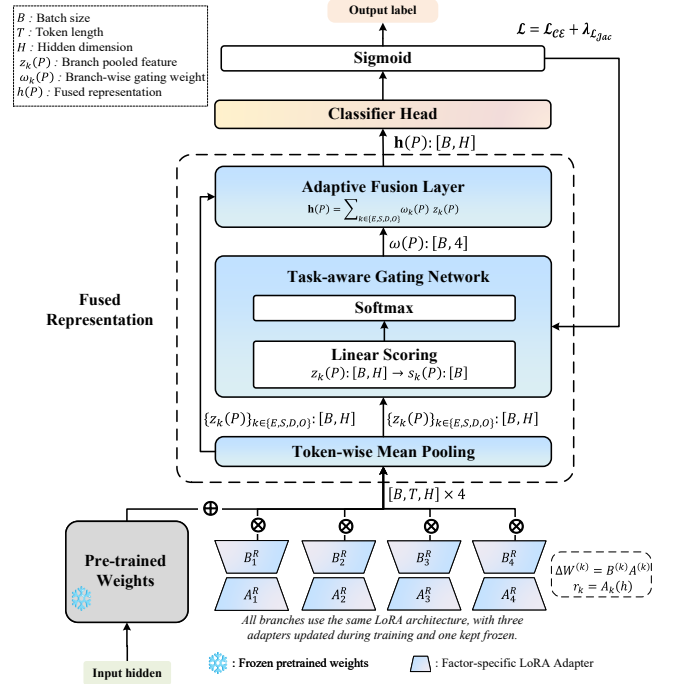 Output label
B : Batch size
T : Token length
H : Hidden dimension
z_k(P) : Branch pooled feature
ω_k(P) : Branch-wise gating weight
h(P) : Fused representation
ℒ = ℒ_𝒞ℰ + λ_ℒ_𝒥ac
Sigmoid
Classifier Head
h(P): [B, H]
Adaptive Fusion Layer
h(P) = ∑_{k∈{E,S,D,O}} ω_k(P) z_k(P)
ω(P): [B, 4]
Task-aware Gating Network
Softmax
Fused
Representation
Linear Scoring
z_k(P): [B, H] → s_k(P): [B]
{z_k(P)}_{k∈{E,S,D,O}}: [B, H] {z_k(P)}_{k∈{E,S,D,O}}: [B, H]
Token-wise Mean Pooling
[B, T, H] × 4
Pre-trained
Weights
B_1^R B_2^R B_3^R B_4^R
A_1^R A_2^R A_3^R A_4^R
ΔW^(k) = B^(k)A^(k)
r_k = A_k(h)
All branches use the same LoRA architecture, with three
adapters updated during training and one kept frozen.
Input hidden
: Frozen pretrained weights : Factor-specific LoRA Adapter